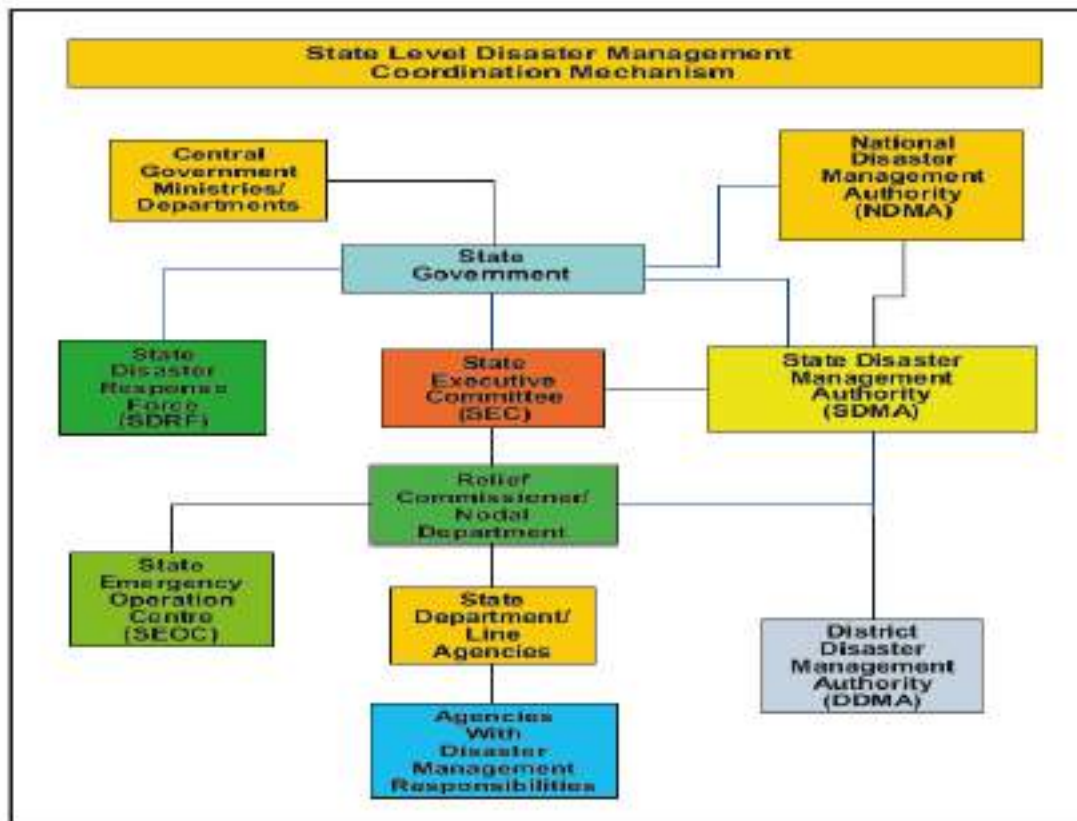 State Level Disaster Management
Coordination Mechanism
Central
Government
Ministries/
Departments
National
Disaster
Management
Authority
(NDMA)
State
Government
State
Disaster
Response
Force
(SDRF)
State
Executive
Committee
(SEC)
State Disaster
Management
Authority
(SDMA)
Relief
Commissioner/
Nodal
Department
State
Emergency
Operation
Centre
(SEOC)
State
Department/
Line
Agencies
District
Disaster
Management
Authority
(DDMA)
Agencies
With
Disaster
Management
Responsibilities